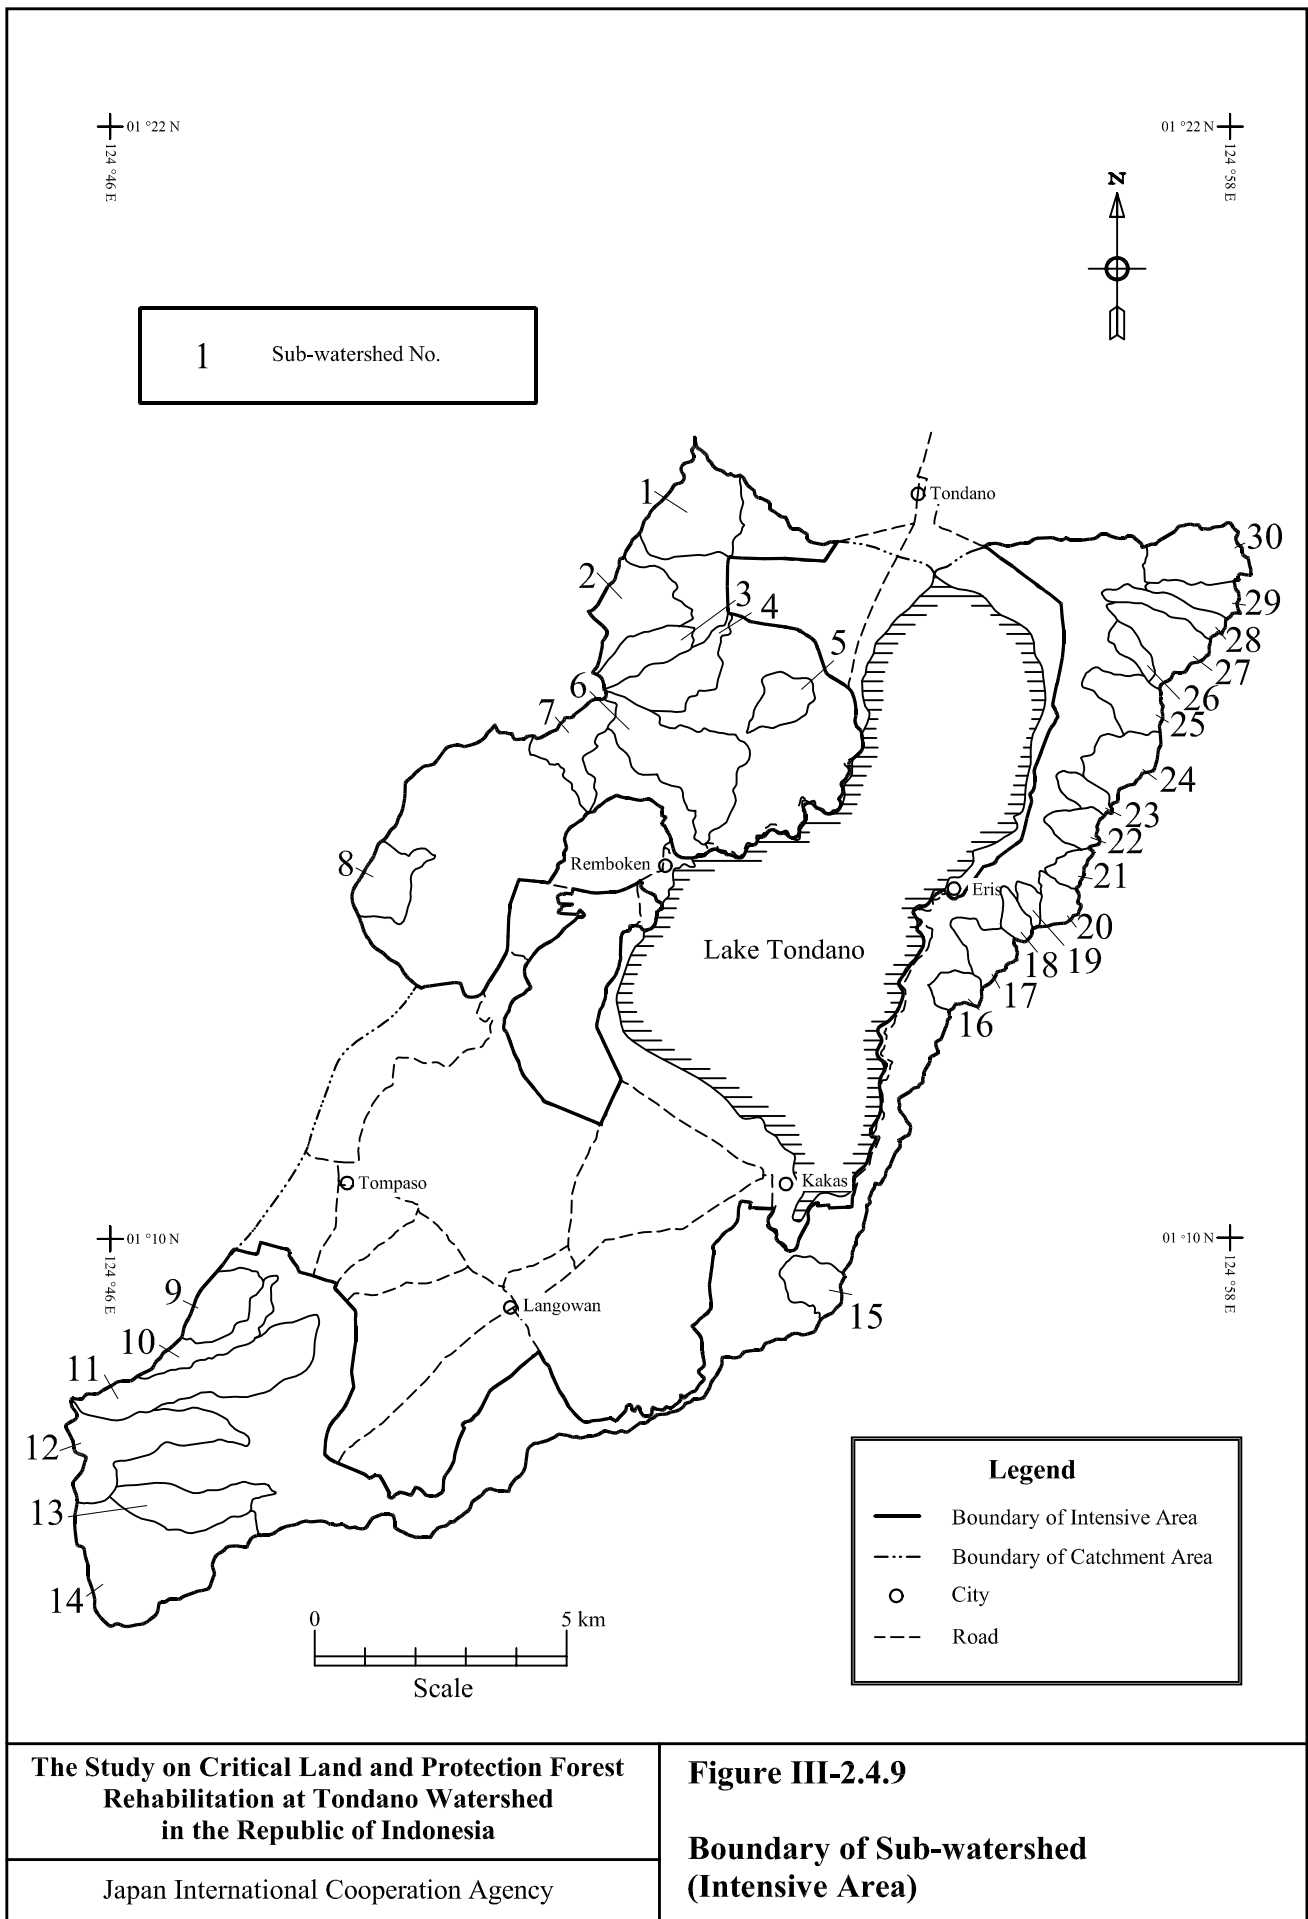 01 °22 N
124 °46 E
01 °22 N
124 °58 E
N
1 Sub-watershed No.
Tondano
1
2
3
4
5
6
7
8
30
29
28
27
26
25
24
23
22
21
20
19
18
17
16
Remboken
Eris
Lake Tondano
Tompaso
Kakas
01 °10 N
124 °46 E
01 °10 N
124 °58 E
Langowan
9
10
11
12
13
14
15
0 5 km
Scale
Legend
Boundary of Intensive Area
Boundary of Catchment Area
City
Road
The Study on Critical Land and Protection Forest
Rehabilitation at Tondano Watershed
in the Republic of Indonesia
Japan International Cooperation Agency
Figure III-2.4.9
Boundary of Sub-watershed
(Intensive Area)